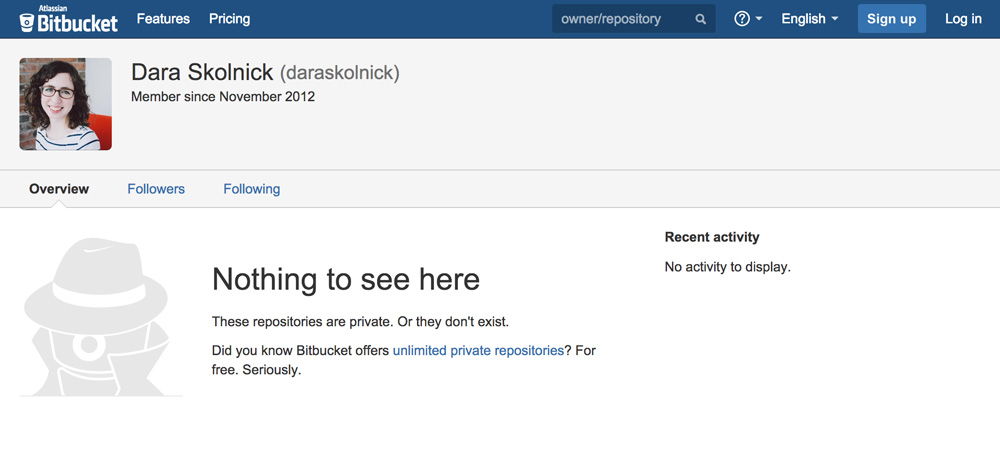 Atlassian
Bitbucket
Features
Pricing
owner/repository
English
Sign up
Log in
Dara Skolnick (daraskolnick)
Member since November 2012
Overview
Followers
Following
Nothing to see here
These repositories are private. Or they don't exist.
Did you know Bitbucket offers unlimited private repositories? For
free. Seriously.
Recent activity
No activity to display.